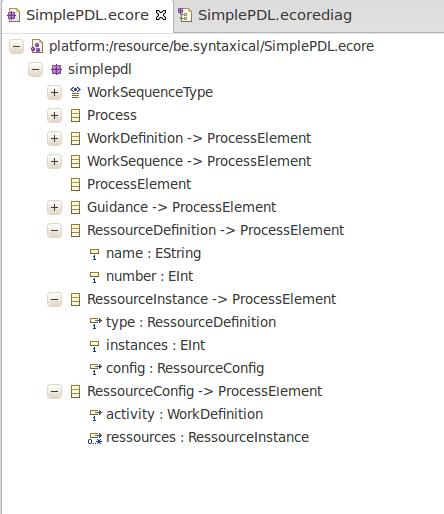 SimplePDL.ecore SimplePDL.ecorediag
platform:/resource/be.syntaxical/SimplePDL.ecore
simplepdl
WorkSequenceType
Process
WorkDefinition -> ProcessElement
WorkSequence -> ProcessElement
ProcessElement
Guidance -> ProcessElement
RessourceDefinition -> ProcessElement
name : EString
number : EInt
RessourceInstance -> ProcessElement
type : RessourceDefinition
instances : EInt
config : RessourceConfig
RessourceConfig -> ProcessElement
activity : WorkDefinition
0..* ressources : RessourceInstance